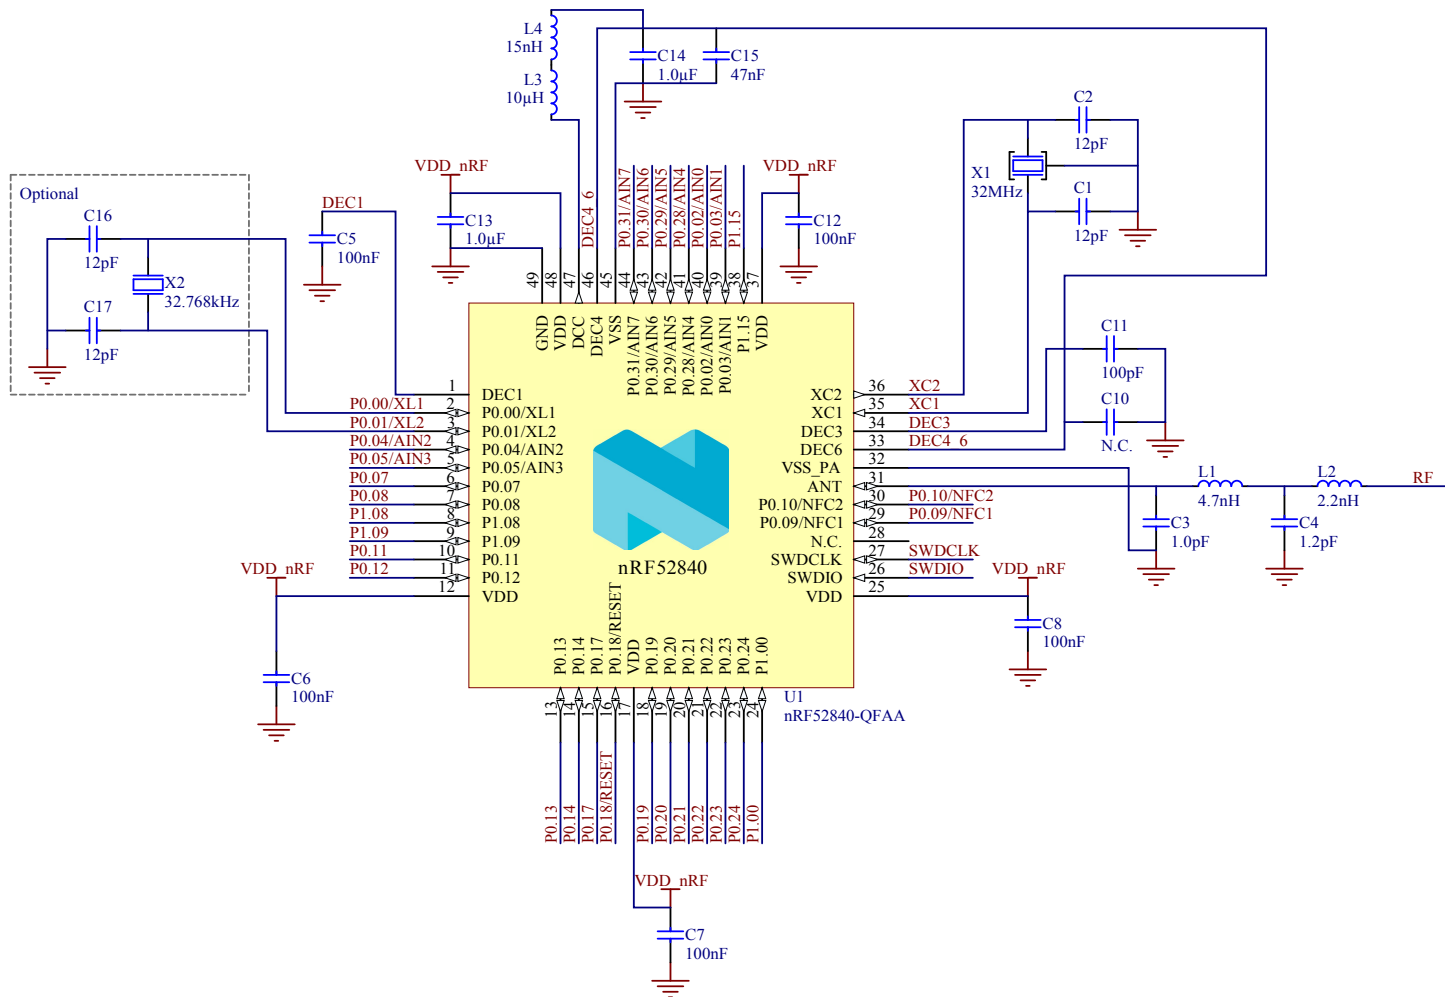 L4
15nH
L3
10µH
C14
1.0µF
C15
47nF
C2
12pF
X1
32MHz
C1
12pF
Optional
C16
12pF
X2
32.768kHz
C17
12pF
DEC1
C5
100nF
VDD_nRF
C13
1.0µF
DEC4_6
P0.31/AIN7
P0.30/AIN6
P0.29/AIN5
P0.28/AIN4
P0.02/AIN0
P0.03/AIN1
P1.15
VDD_nRF
C12
100nF
49
48
47
46
45
44
43
42
41
40
39
38
37
GND
VDD
DCC
DEC4
VSS
P0.31/AIN7
P0.30/AIN6
P0.29/AIN5
P0.28/AIN4
P0.02/AIN0
P0.03/AIN1
P1.15
VDD
C11
100pF
C10
N.C.
1 DEC1
P0.00/XL1 2 P0.00/XL1
P0.01/XL2 3 P0.01/XL2
P0.04/AIN2 4 P0.04/AIN2
P0.05/AIN3 5 P0.05/AIN3
P0.07 6 P0.07
P0.08 7 P0.08
P1.08 8 P1.08
P1.09 9 P1.09
P0.11 10 P0.11
P0.12 11 P0.12
12 VDD
XC2 36 XC2
XC1 35 XC1
DEC3 34 DEC3
DEC6 33 DEC4_6
VSS_PA 32
ANT 31
P0.10/NFC2 30 P0.10/NFC2
P0.09/NFC1 29 P0.09/NFC1
N.C. 28
SWDCLK 27 SWDCLK
SWDIO 26 SWDIO
VDD 25
nRF52840
L1
4.7nH
L2
2.2nH
RF
C3
1.0pF
C4
1.2pF
VDD_nRF
C6
100nF
VDD_nRF
C8
100nF
P0.13
P0.14
P0.17
P0.18/RESET
VDD
P0.19
P0.20
P0.21
P0.22
P0.23
P0.24
P1.00
U1
nRF52840-QFAA
13
14
15
16
17
18
19
20
21
22
23
24
P0.13
P0.14
P0.17
P0.18/RESET
P0.19
P0.20
P0.21
P0.22
P0.23
P0.24
P1.00
VDD_nRF
C7
100nF